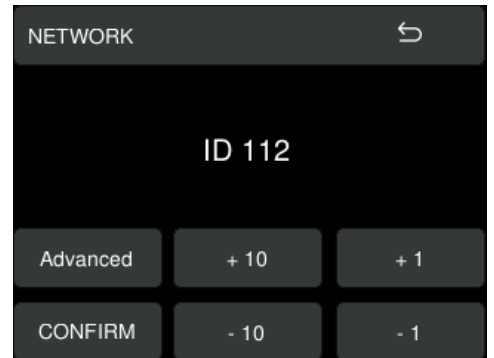 NETWORK
ID 112
Advanced + 10 + 1
CONFIRM - 10 - 1